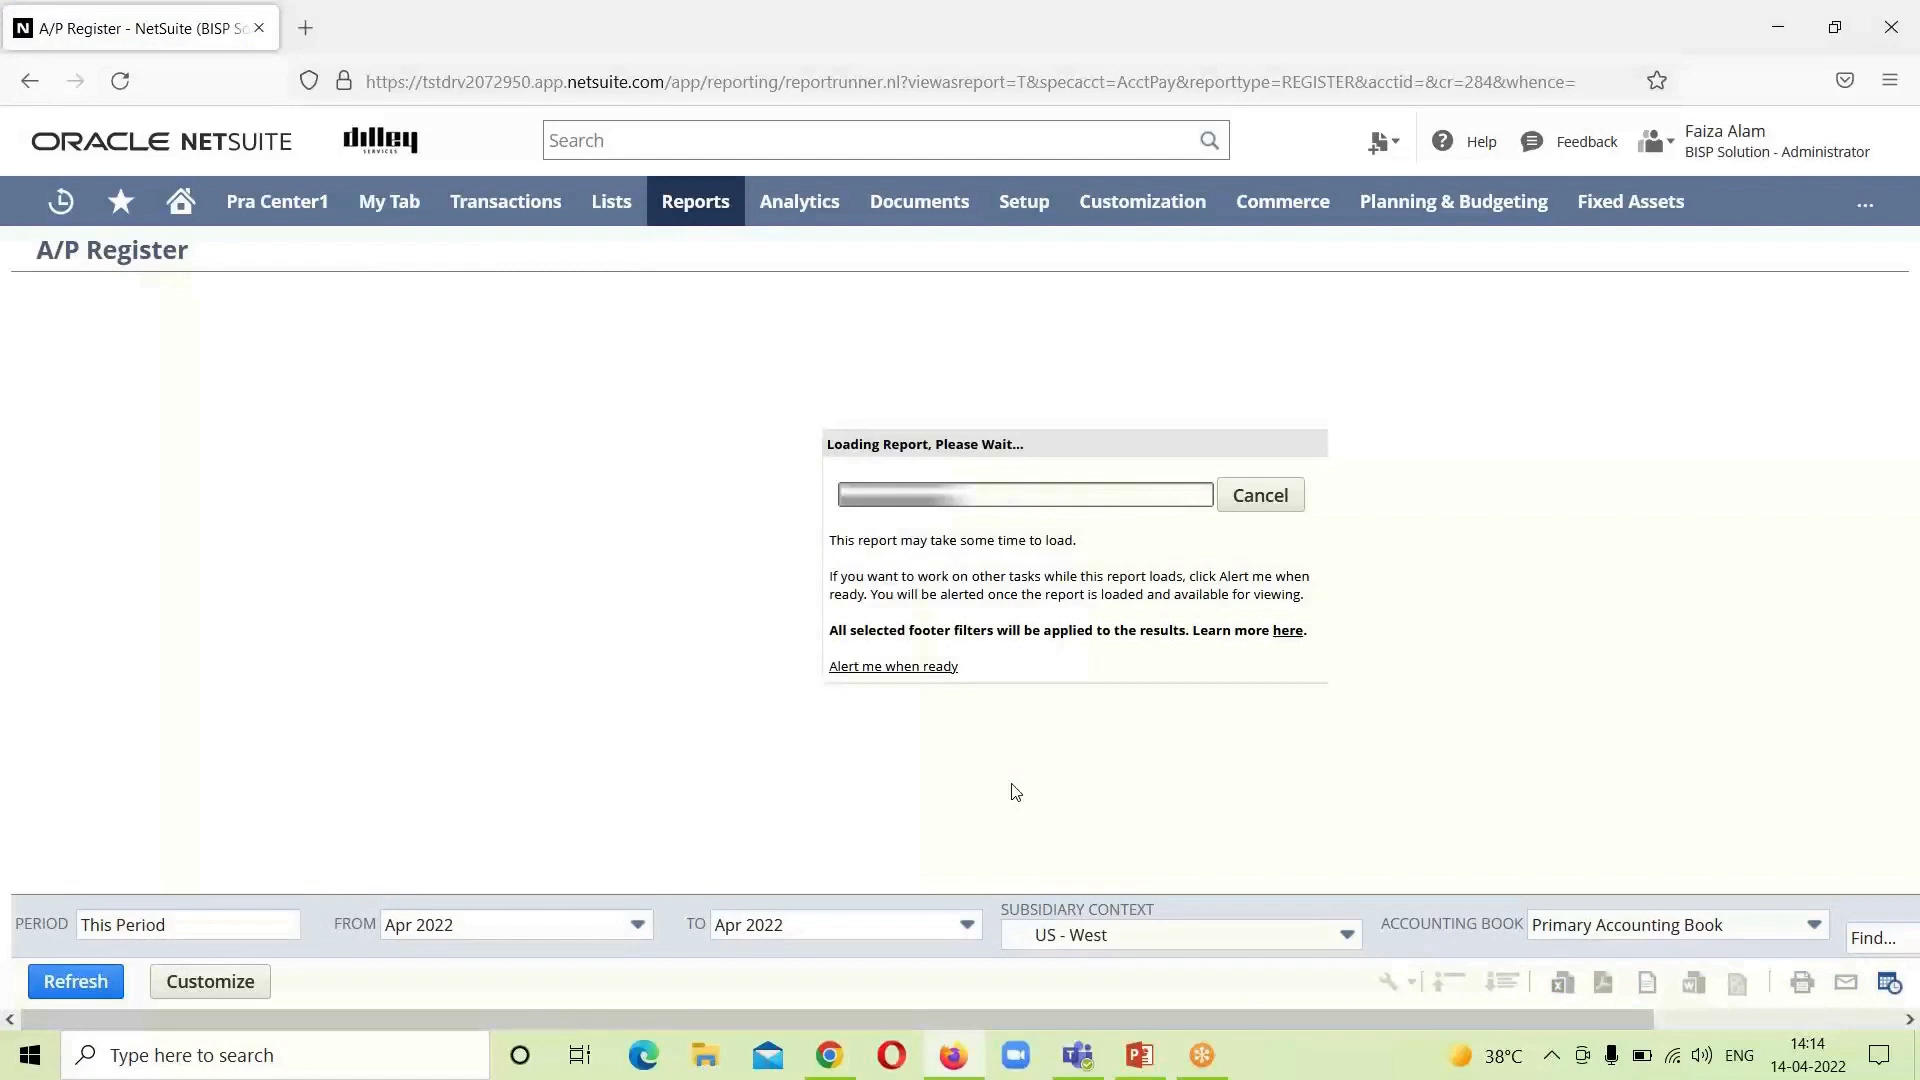 N A/P Register - NetSuite (BISP So
https://tstdrv2072950.app.netsuite.com/app/reporting/reportrunner.nl?viewasreport=T&specacct=AcctPay&reporttype=REGISTER&acctid=&cr=284&whence=
ORACLE NETSUITE
dilley
SERVICES
Search
Help
Feedback
Faiza Alam
BISP Solution - Administrator
Pra Center1 My Tab Transactions Lists Reports Analytics Documents Setup Customization Commerce Planning & Budgeting Fixed Assets ...
A/P Register
Loading Report, Please Wait...
Cancel
This report may take some time to load.
If you want to work on other tasks while this report loads, click Alert me when
ready. You will be alerted once the report is loaded and available for viewing.
All selected footer filters will be applied to the results. Learn more here.
Alert me when ready
PERIOD This Period FROM Apr 2022 TO Apr 2022
SUBSIDIARY CONTEXT
US - West
ACCOUNTING BOOK Primary Accounting Book
Find...
Refresh Customize
Type here to search
38°C
ENG
14:14
14-04-2022